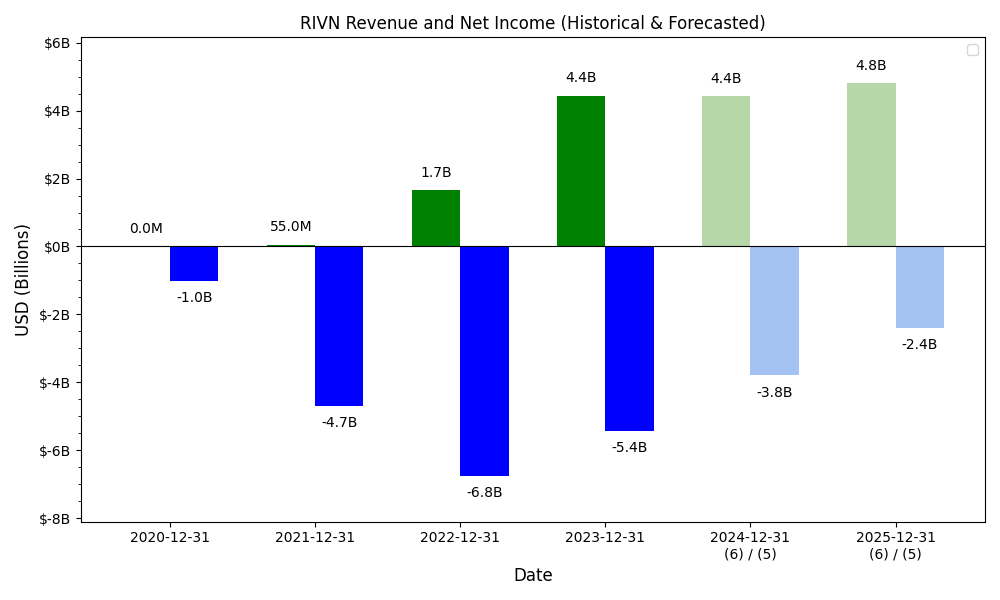 RIVN Revenue and Net Income (Historical & Forecasted)
USD (Billions)
$6B
$4B
$2B
$0B
$-2B
$-4B
$-6B
$-8B
0.0M
55.0M
1.7B
4.4B
4.4B
4.8B
-1.0B
-4.7B
-6.8B
-5.4B
-3.8B
-2.4B
2020-12-31
2021-12-31
2022-12-31
2023-12-31
2024-12-31
(6) / (5)
2025-12-31
(6) / (5)
Date